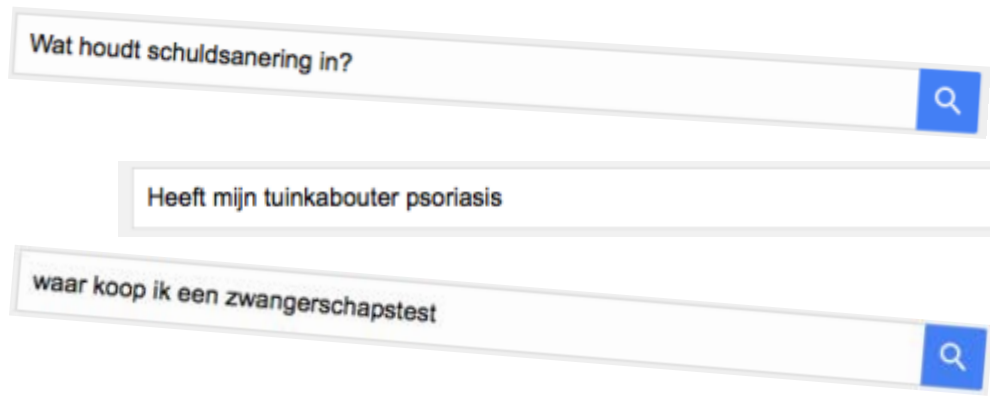 Wat houdt schuldsanering in?
Heeft mijn tuinkabouter psoriasis
waar koop ik een zwangerschapstest